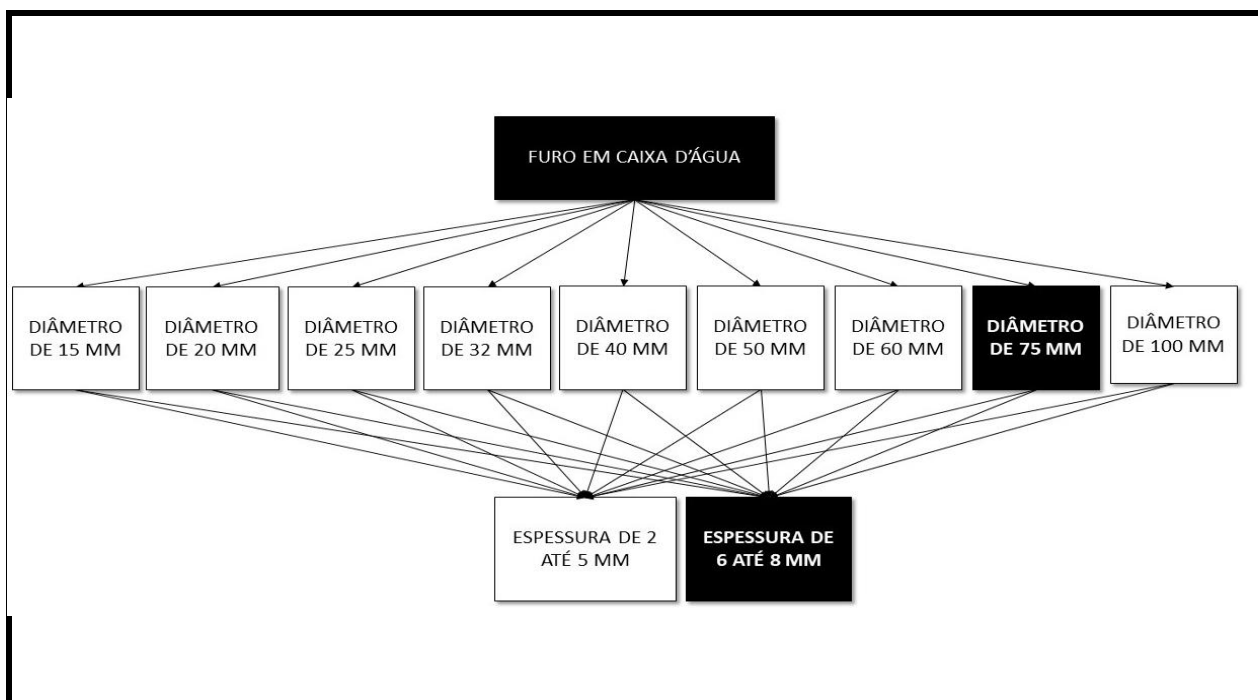 FURO EM CAIXA D'ÁGUA
DIÂMETRO
DE 15 MM
DIÂMETRO
DE 20 MM
DIÂMETRO
DE 25 MM
DIÂMETRO
DE 32 MM
DIÂMETRO
DE 40 MM
DIÂMETRO
DE 50 MM
DIÂMETRO
DE 60 MM
DIÂMETRO
DE 75 MM
DIÂMETRO
DE 100 MM
ESPESSURA DE 2
ATÉ 5 MM
ESPESSURA DE
6 ATÉ 8 MM